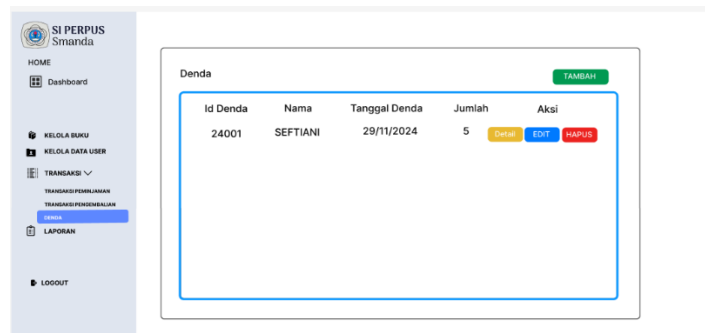 SI PERPUS
Smanda
HOME
Dashboard
KELOLA BUKU
KELOLA DATA USER
TRANSAKSI
TRANSAKSI PEMINJAMAN
TRANSAKSI PENGEMBALIAN
DENDA
LAPORAN
LOGOUT
Denda
TAMBAH
Id Denda Nama Tanggal Denda Jumlah Aksi
24001 SEFTIANI 29/11/2024 5 Detail EDIT HAPUS